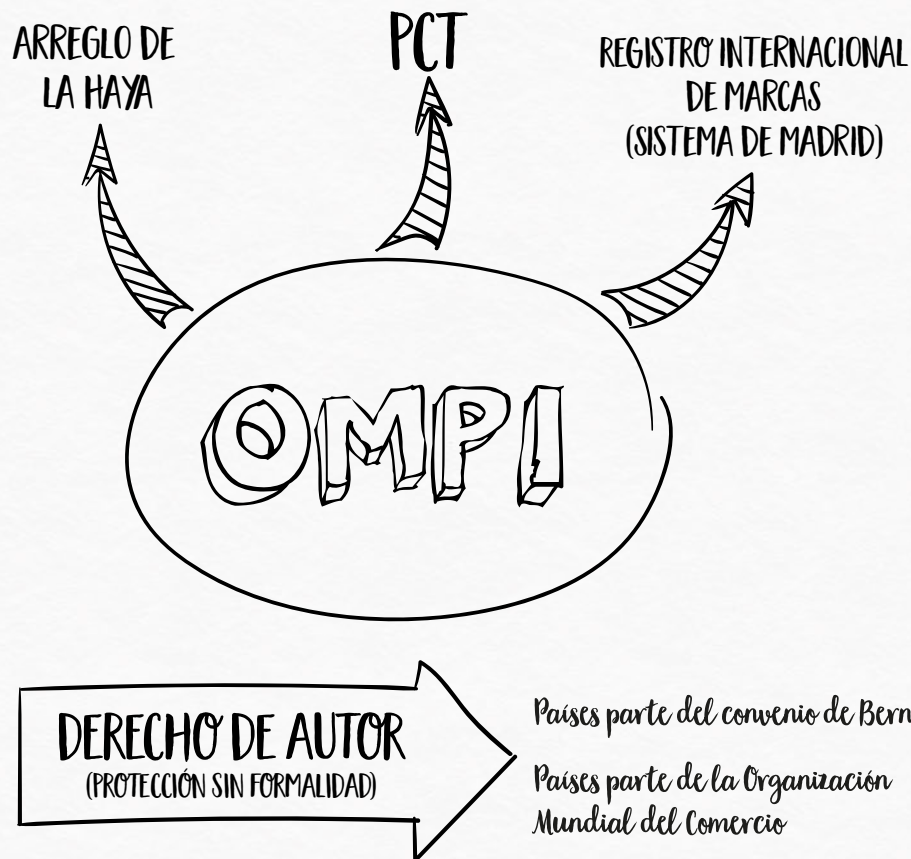 ARREGLO DE
LA HAYA
PCT
REGISTRO INTERNACIONAL
DE MARCAS
(SISTEMA DE MADRID)
OMPI
DERECHO DE AUTOR
(PROTECCIÓN SIN FORMALIDAD)
Países parte del convenio de Bern
Países parte de la Organización
Mundial del Comercio